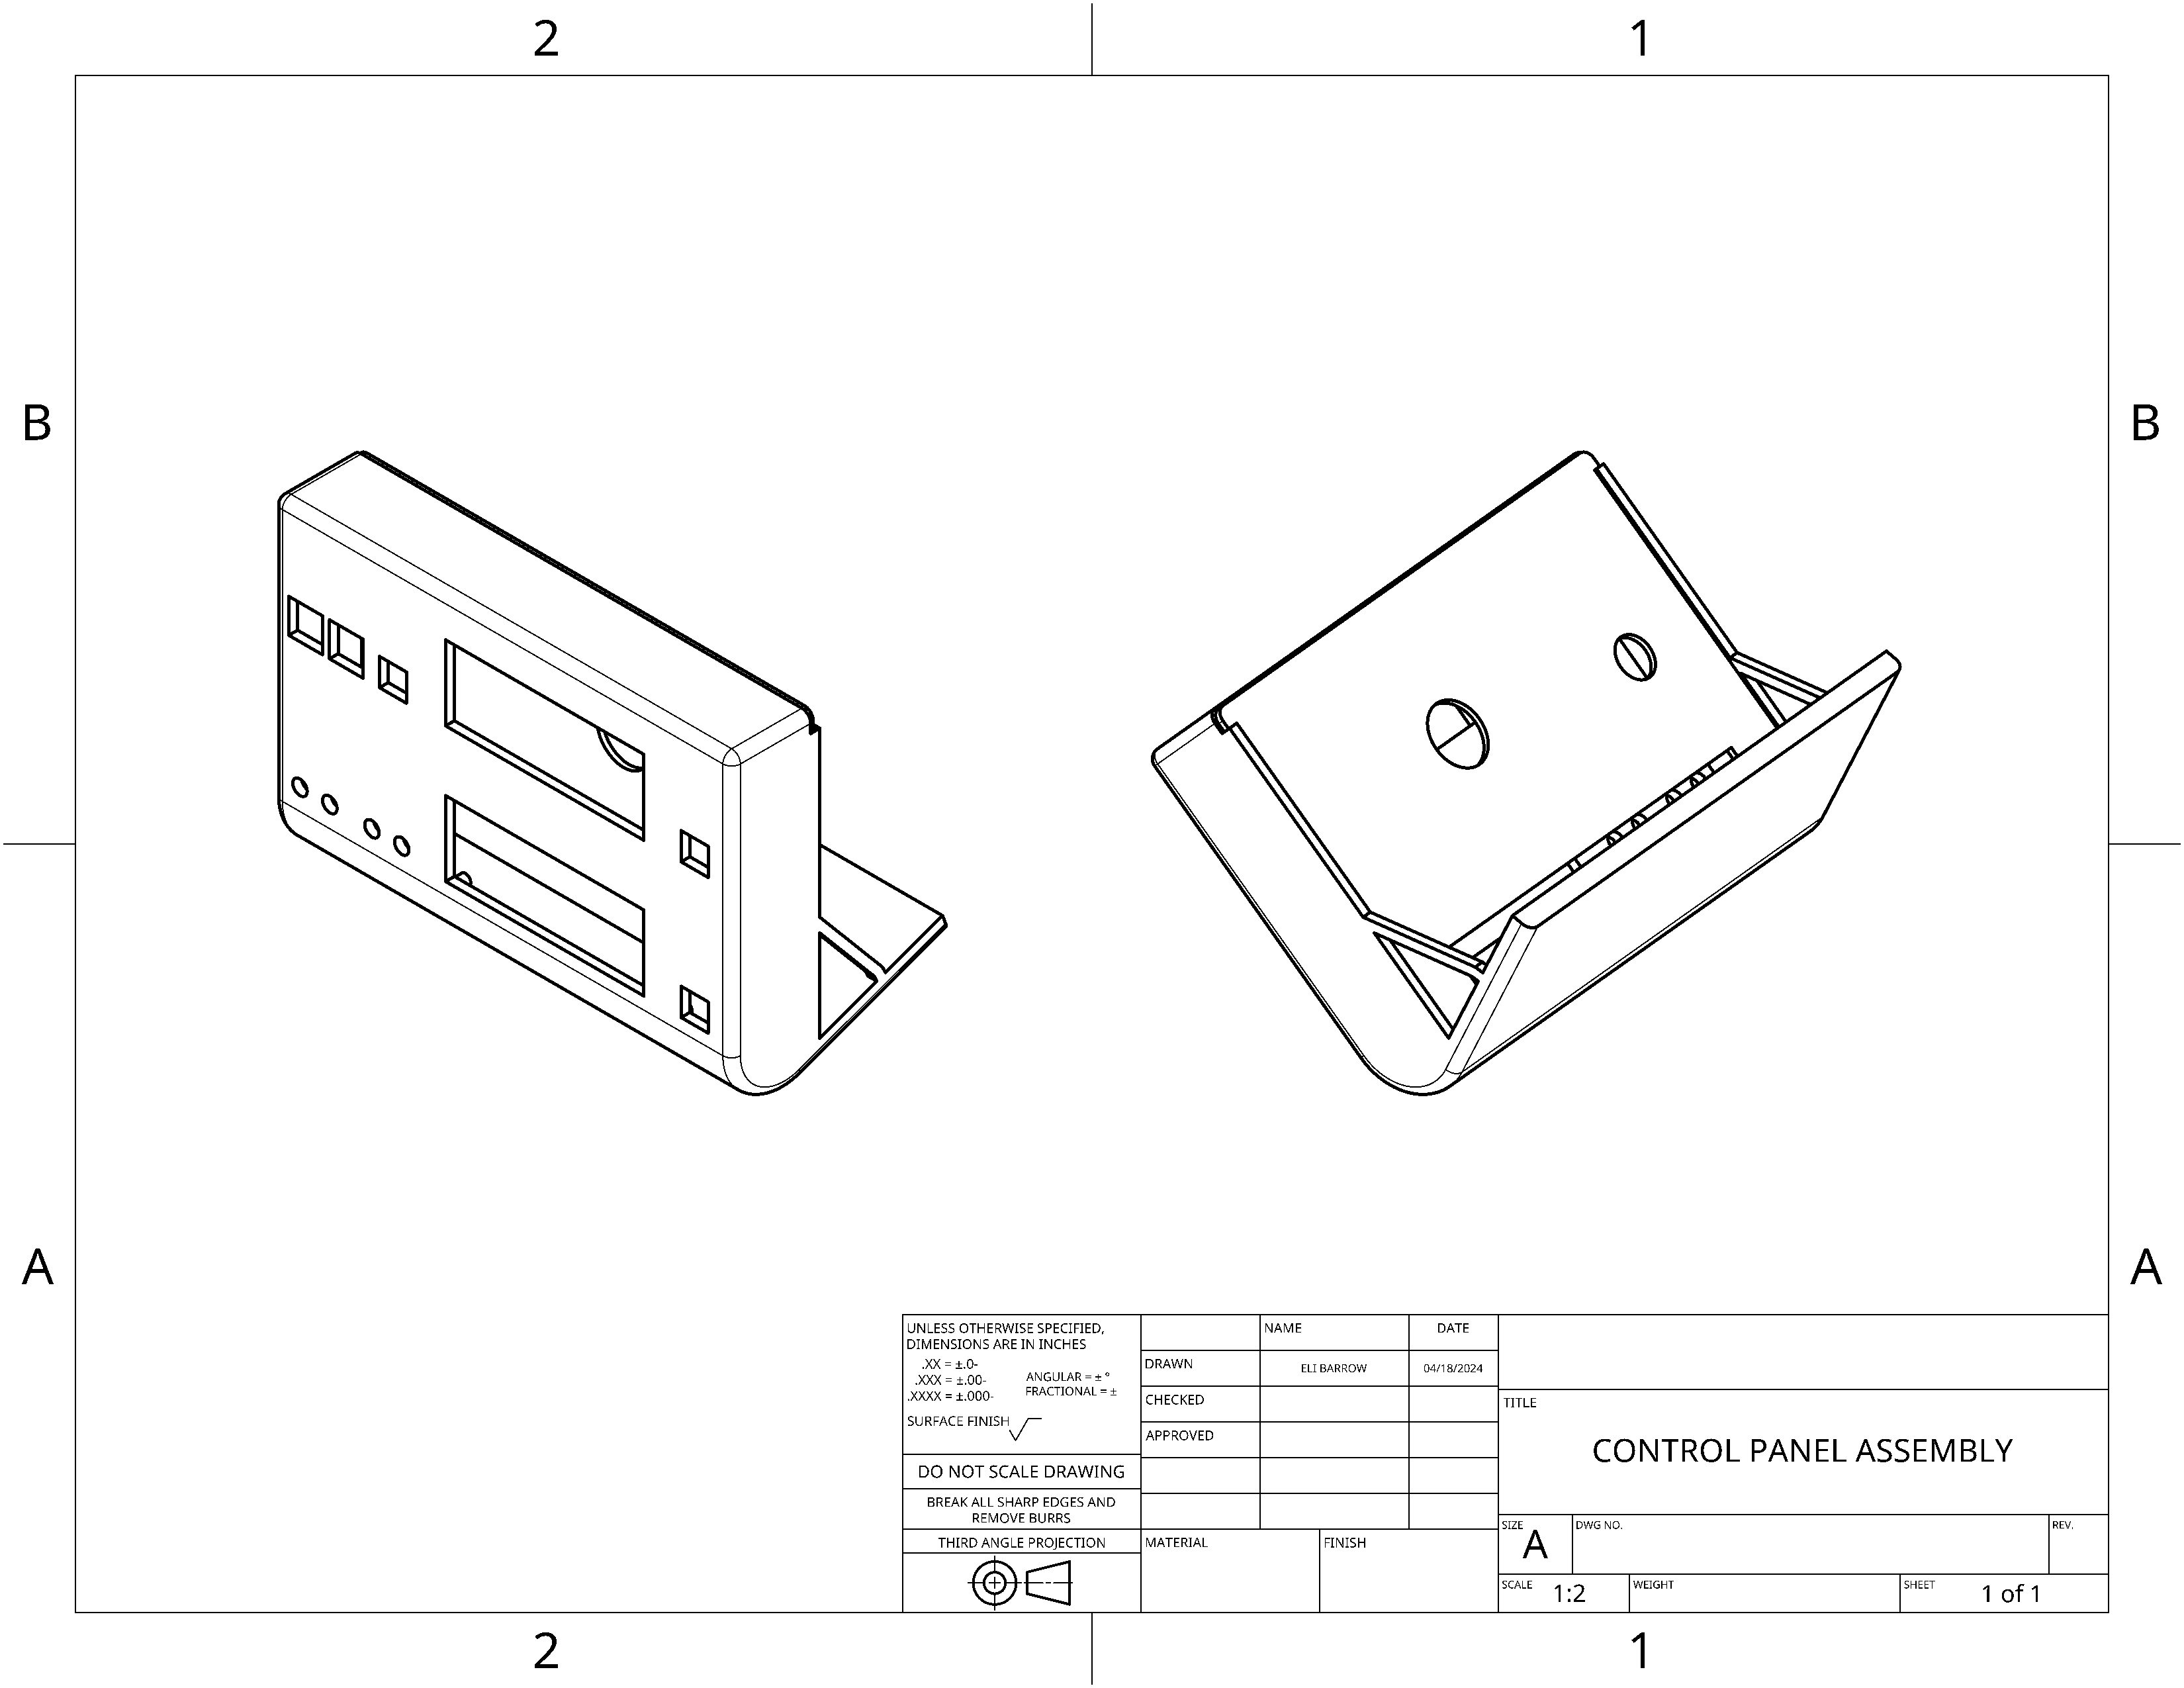 2 1
B B
A A
UNLESS OTHERWISE SPECIFIED,
DIMENSIONS ARE IN INCHES
.XX = ±.0-
.XXX = ±.00-
.XXXX = ±.000-
ANGULAR = ± °
FRACTIONAL = ±
SURFACE FINISH
DO NOT SCALE DRAWING
BREAK ALL SHARP EDGES AND
REMOVE BURRS
THIRD ANGLE PROJECTION
NAME DATE
DRAWN ELI BARROW 04/18/2024
CHECKED
APPROVED
MATERIAL FINISH
TITLE
CONTROL PANEL ASSEMBLY
SIZE A DWG NO. REV.
SCALE 1:2 WEIGHT SHEET 1 of 1
2 1